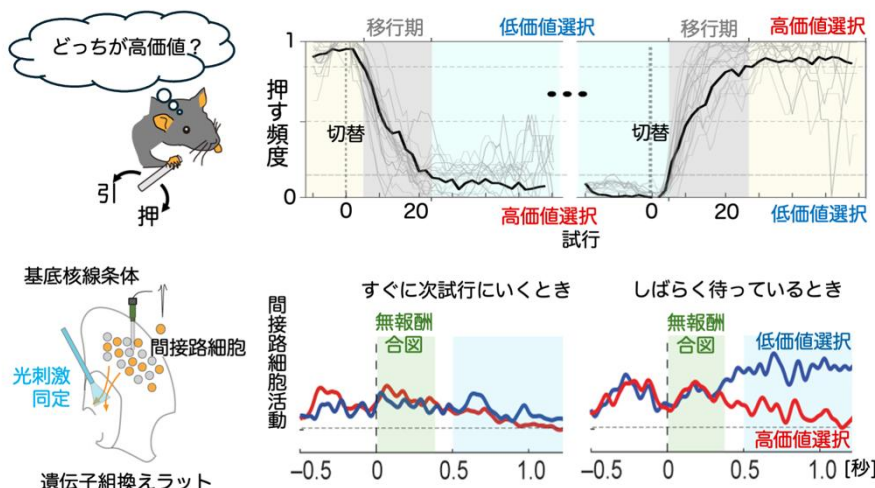 どっちが高価値？
引
押
押す頻度
1
0
移行期
低価値選択
切替
高価値選択
0
20
•••
移行期
高価値選択
切替
低価値選択
0
20
試行
基底核線条体
間接路細胞
光刺激
同定
遺伝子組換えラット
間接路細胞活動
すぐに次試行にいくとき
無報酬
合図
−0.5
0
0.5
1.0
しばらく待っているとき
無報酬
合図
低価値選択
高価値選択
−0.5
0
0.5
1.0 [秒]